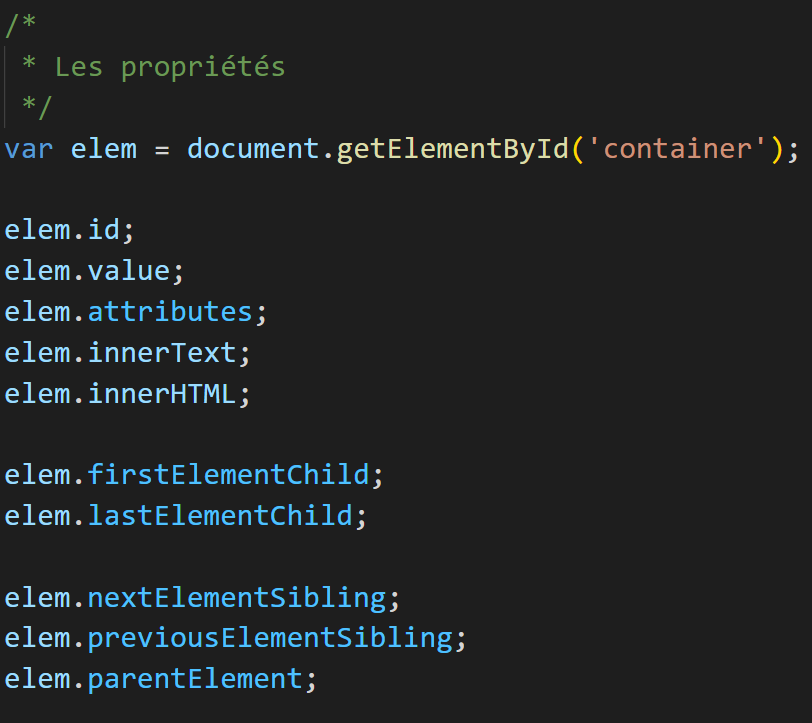 /*
 * Les propriétés
 */
var elem = document.getElementById('container');
elem.id;
elem.value;
elem.attributes;
elem.innerText;
elem.innerHTML;
elem.firstElementChild;
elem.lastElementChild;
elem.nextElementSibling;
elem.previousElementSibling;
elem.parentElement;